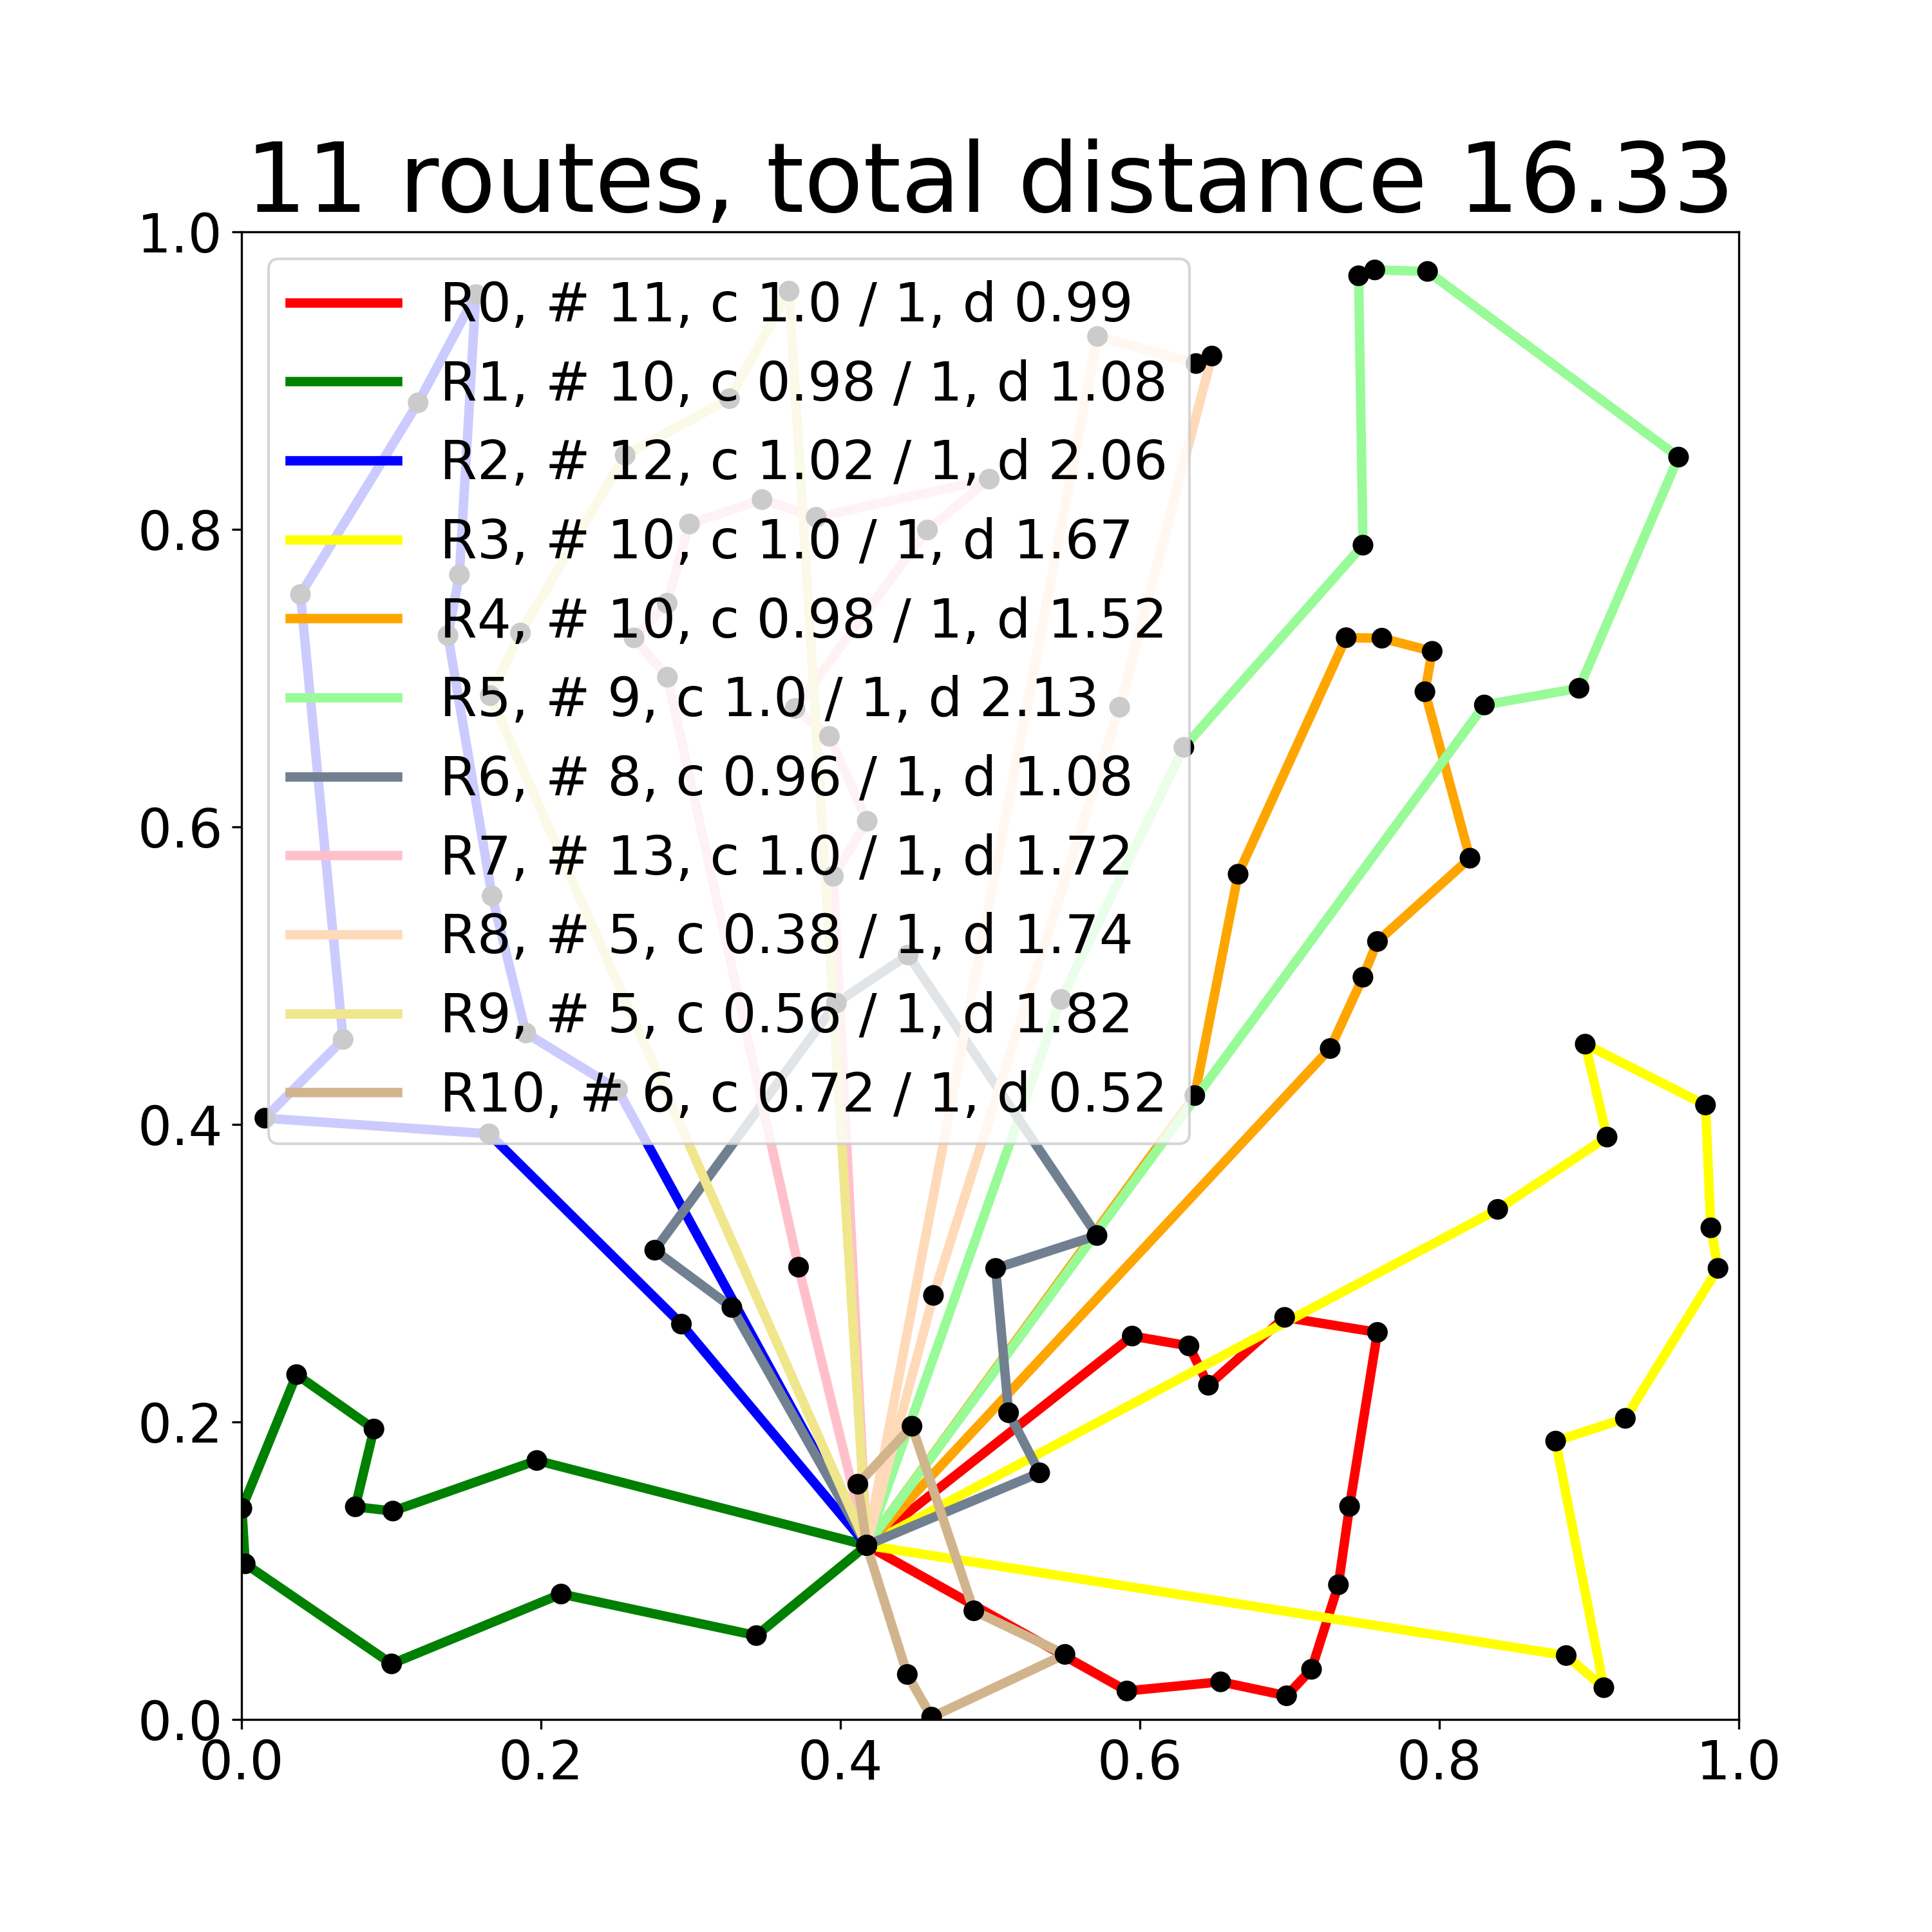 11 routes, total distance 16.33
1.0
0.8
0.6
0.4
0.2
0.0
R0, # 11, c 1.0 / 1, d 0.99
R1, # 10, c 0.98 / 1, d 1.08
R2, # 12, c 1.02 / 1, d 2.06
R3, # 10, c 1.0 / 1, d 1.67
R4, # 10, c 0.98 / 1, d 1.52
R5, # 9, c 1.0 / 1, d 2.13
R6, # 8, c 0.96 / 1, d 1.08
R7, # 13, c 1.0 / 1, d 1.72
R8, # 5, c 0.38 / 1, d 1.74
R9, # 5, c 0.56 / 1, d 1.82
R10, # 6, c 0.72 / 1, d 0.52
0.0 0.2 0.4 0.6 0.8 1.0